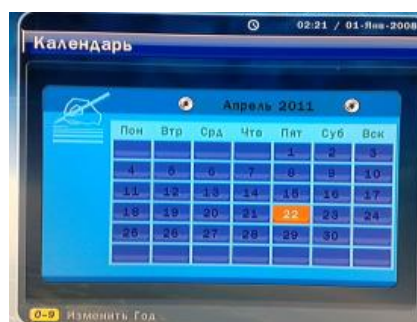 02:21 / 01-Янв-2008
Календарь
Апрель 2011
Пон Втр Срд Чтв Пят Суб Вск
1 2 3
4 5 6 7 8 9 10
11 12 13 14 15 16 17
18 19 20 21 22 23 24
25 26 27 28 29 30
0-9 Изменить Год